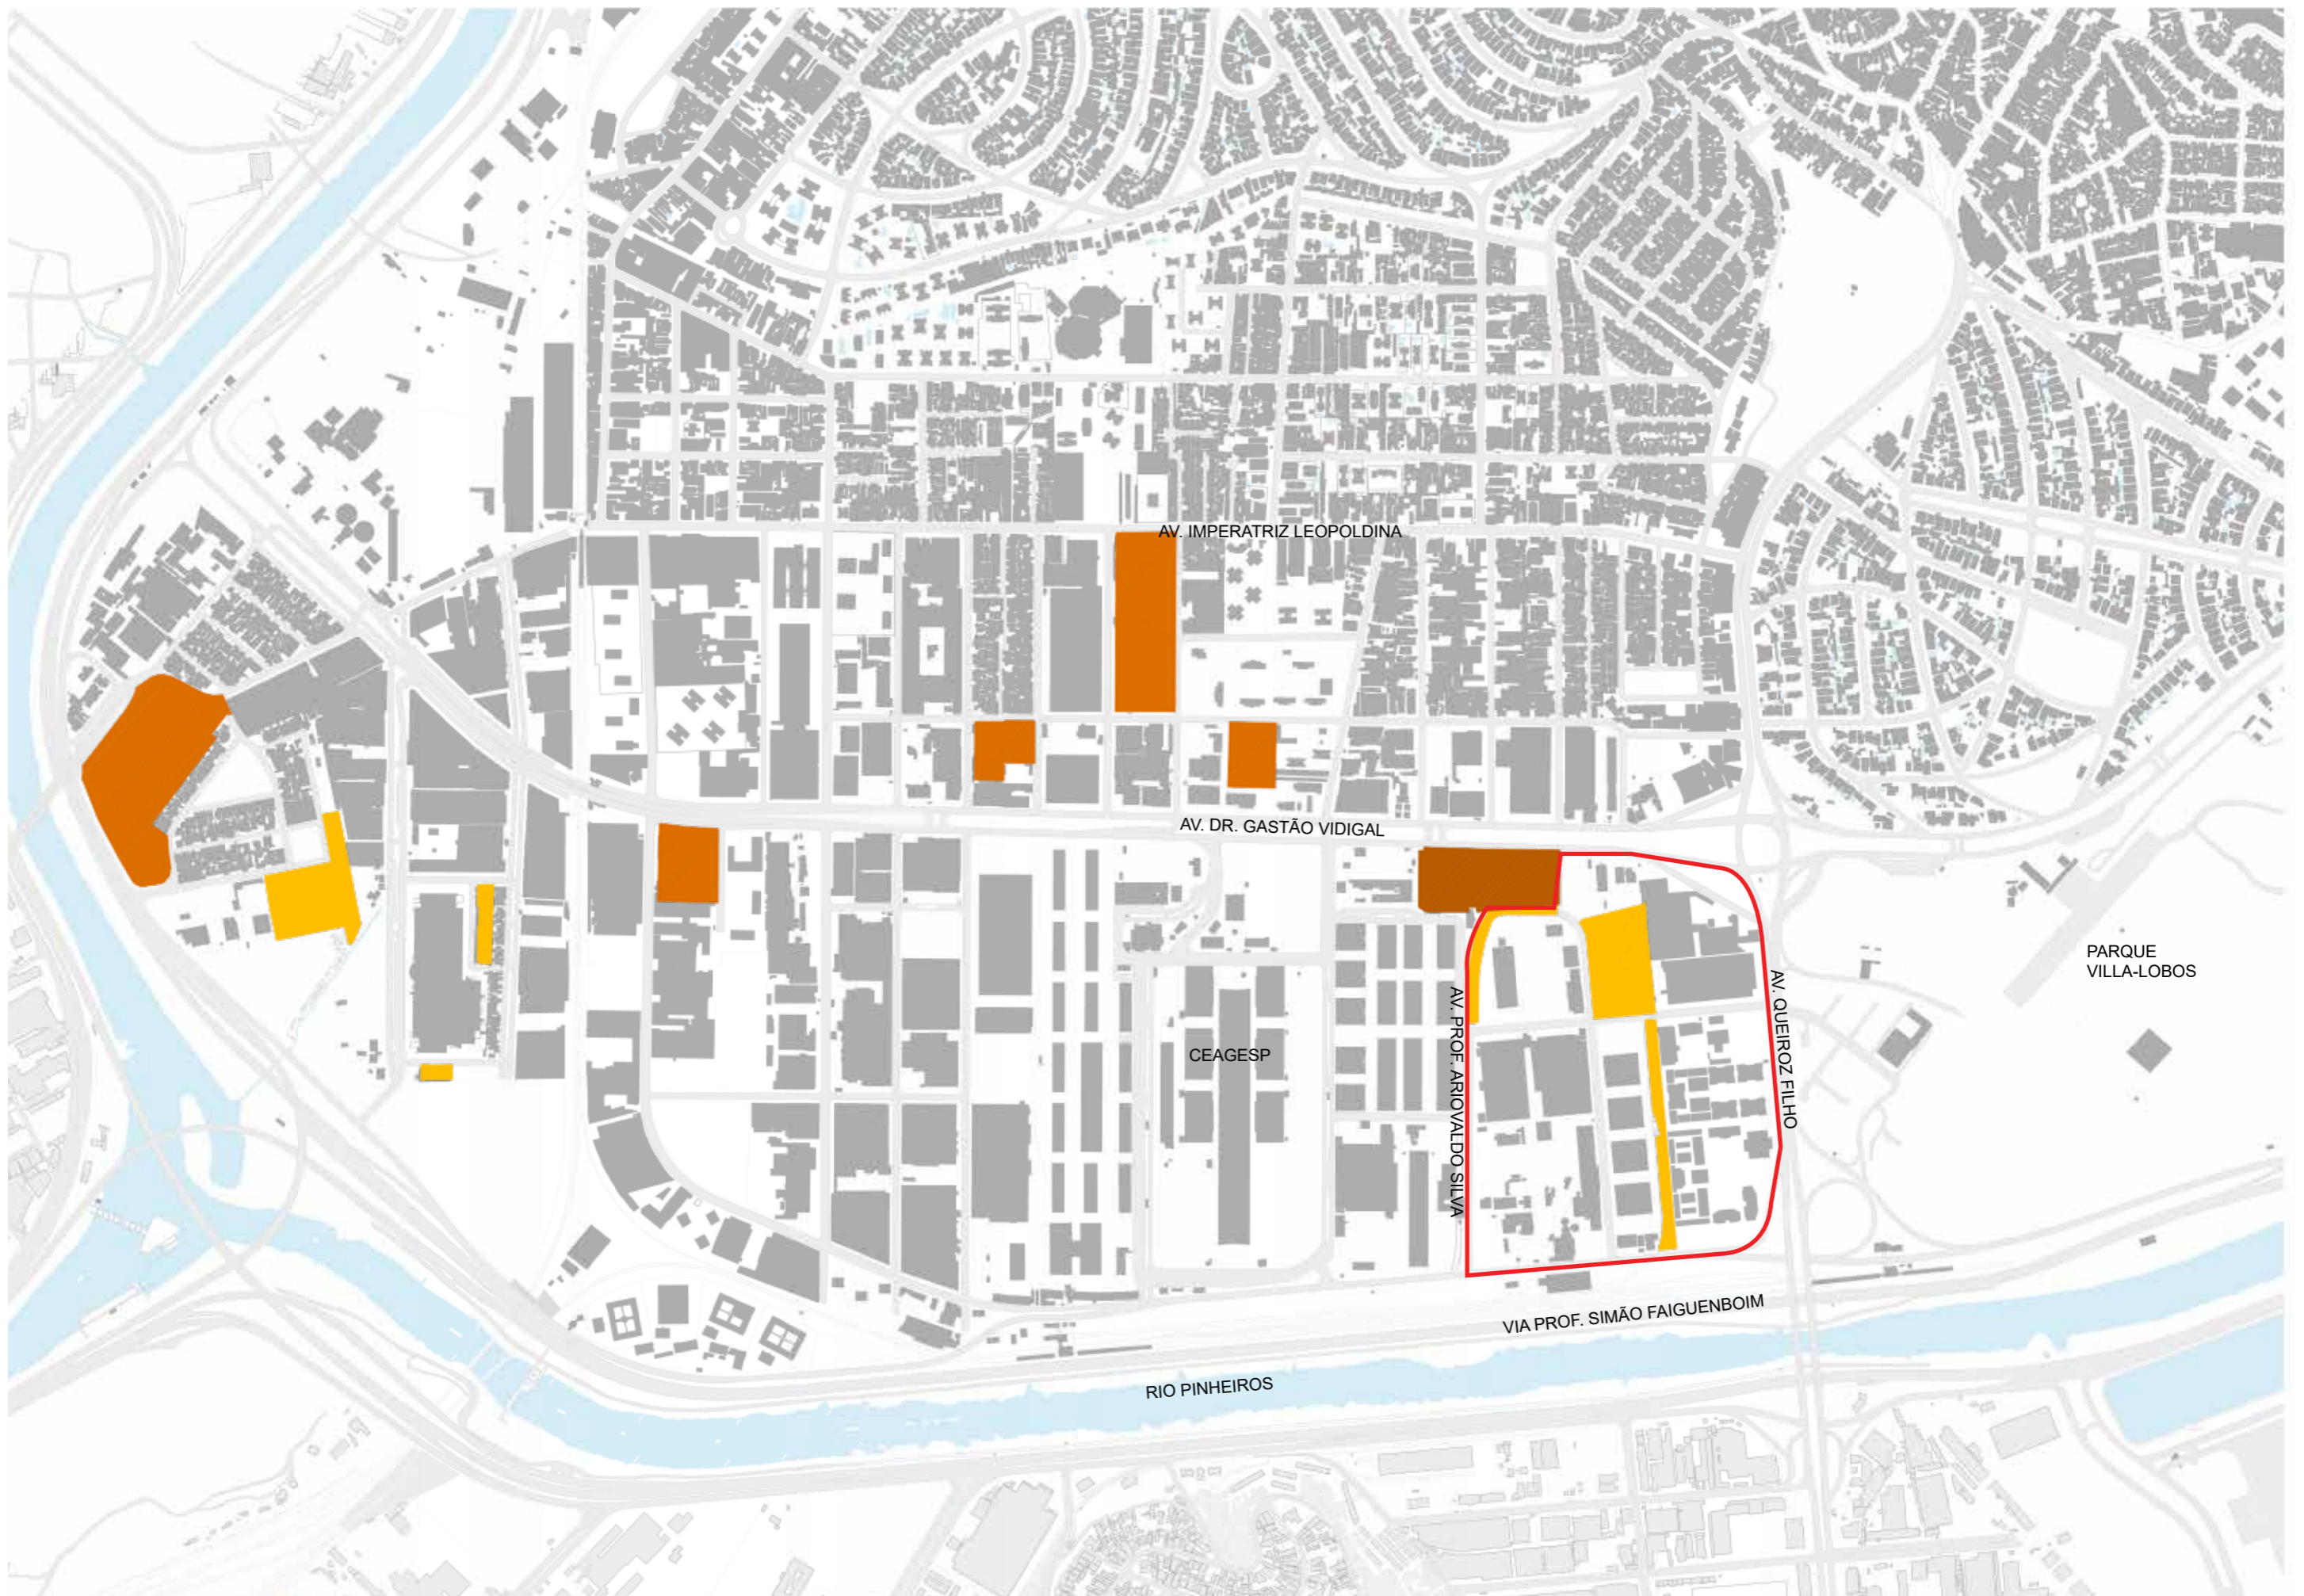 AV. IMPERATRIZ LEOPOLDINA
AV. DR. GASTÃO VIDIGAL
PARQUE
VILLA-LOBOS
AV. QUEIROZ FILHO
AV. PROF. ARIOVALDO SILVA
CEAGESP
VIA PROF. SIMÃO FAIGUENBOIM
RIO PINHEIROS